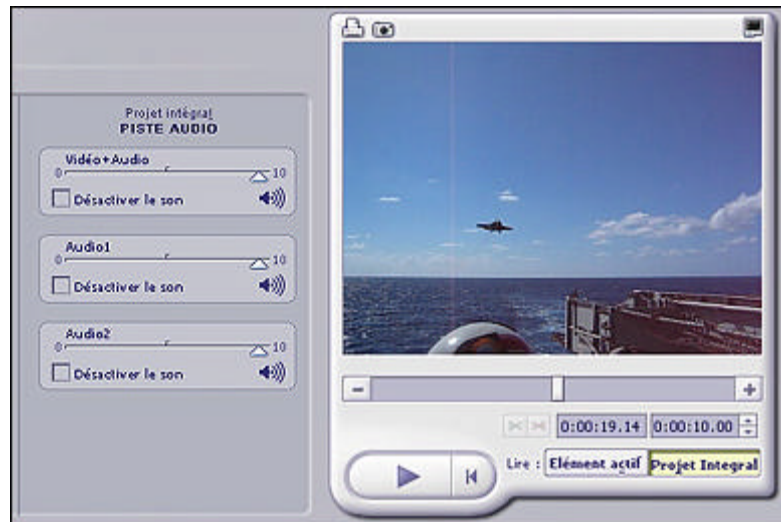 Projet intégral
PISTE AUDIO
Vidéo+Audio
0 10
Désactiver le son
Audio1
0 10
Désactiver le son
Audio2
0 10
Désactiver le son
0:00:19.14 0:00:10.00
Lire : Elément actif Projet Integral